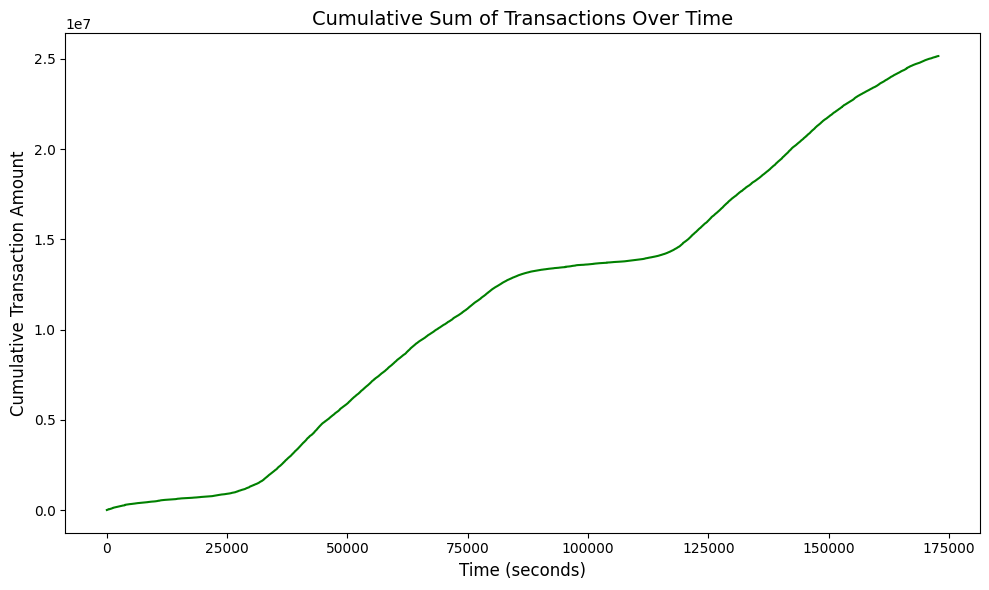 Cumulative Sum of Transactions Over Time
1e7
2.5
2.0
1.5
1.0
0.5
0.0
Cumulative Transaction Amount
0 25000 50000 75000 100000 125000 150000 175000
Time (seconds)